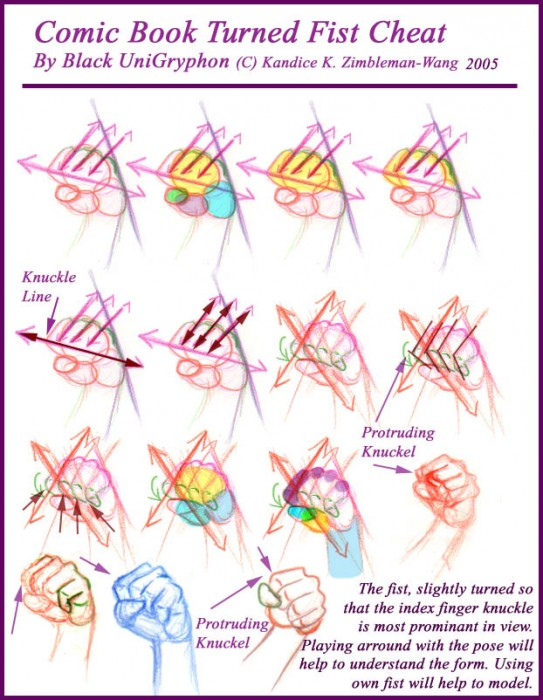 Comic Book Turned Fist Cheat
By Black UniGryphon (C) Kandice K. Zimbleman-Wang 2005
Knuckle
Line
Protruding
Knuckel
Protruding
Knuckel
The fist, slightly turned so
that the index finger knuckle
is most prominant in view.
Playing arround with the pose will
help to understand the form. Using
own fist will help to model.